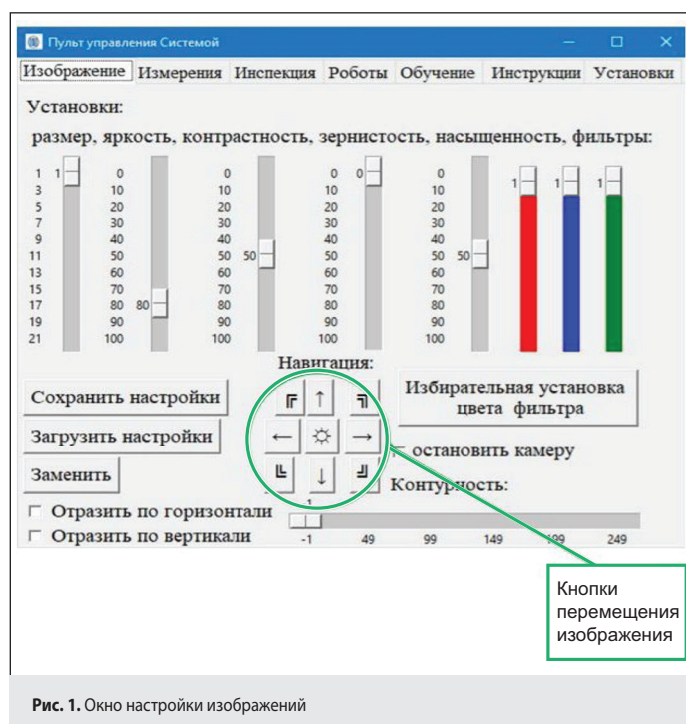 Пульт управления Системой
Изображение Измерения Инспекция Роботы Обучение Инструкции Установки
Установки:
размер, яркость, контрастность, зернистость, насыщенность, фильтры:
1 1 0 0 0 0 0 1 1 1
3 10 10 10 10
5 20 20 20 20
7 30 30 30 30
9 40 40 40 40
11 50 50 50 50 50 50
13 60 60 60 60
15 70 70 70 70
17 80 80 80 80 80
19 90 90 90 90
21 100 100 100 100
Навигация:
Сохранить настройки
╔ ↑ ╗
Избирательная установка
цвета фильтра
Загрузить настройки
← ☼ →
остановить камеру
Заменить
╚ ↓ ╝
Контурность:
Отразить по горизонтали
-1
Отразить по вертикали
-1 49 99 149 199 249
Кнопки
перемещения
изображения
Рис. 1. Окно настройки изображений